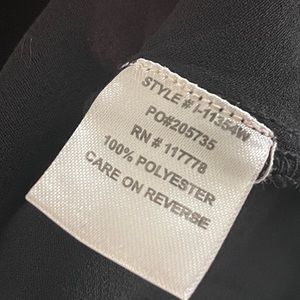 STYLE # I-11354W
PO#205735
RN # 117778
100% POLYESTER
CARE ON REVERSE